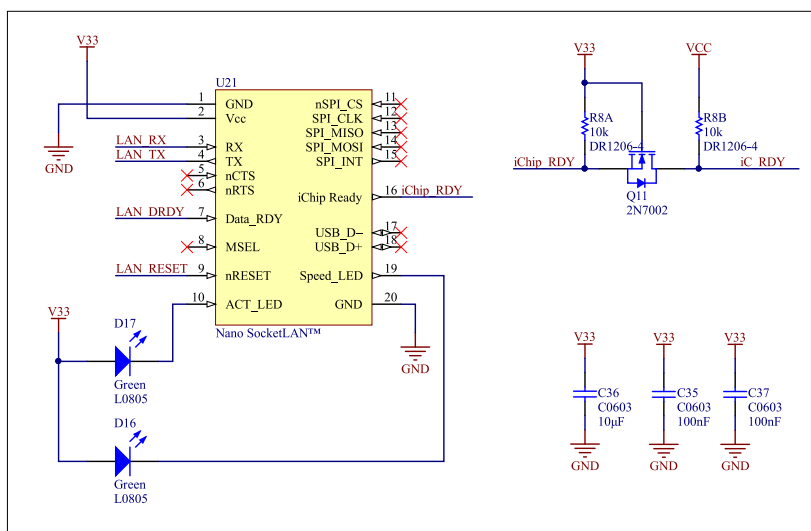 V33
U21
1 GND
2 Vcc
LAN_RX 3 RX
LAN_TX 4 TX
5 nCTS
6 nRTS
LAN_DRDY 7 Data_RDY
8 MSEL
LAN_RESET 9 nRESET
10 ACT_LED
nSPI_CS 11
SPI_CLK 12
SPI_MISO 13
SPI_MOSI 14
SPI_INT 15
iChip Ready 16 iChip_RDY
USB_D- 17
USB_D+ 18
Speed_LED 19
GND 20
Nano SocketLAN™
GND
GND
V33
D17
Green
L0805
D16
Green
L0805
V33
VCC
R8A
10k
DR1206-4
R8B
10k
DR1206-4
iChip_RDY
iC_RDY
Q11
2N7002
V33
C36
C0603
10µF
GND
V33
C35
C0603
100nF
GND
V33
C37
C0603
100nF
GND